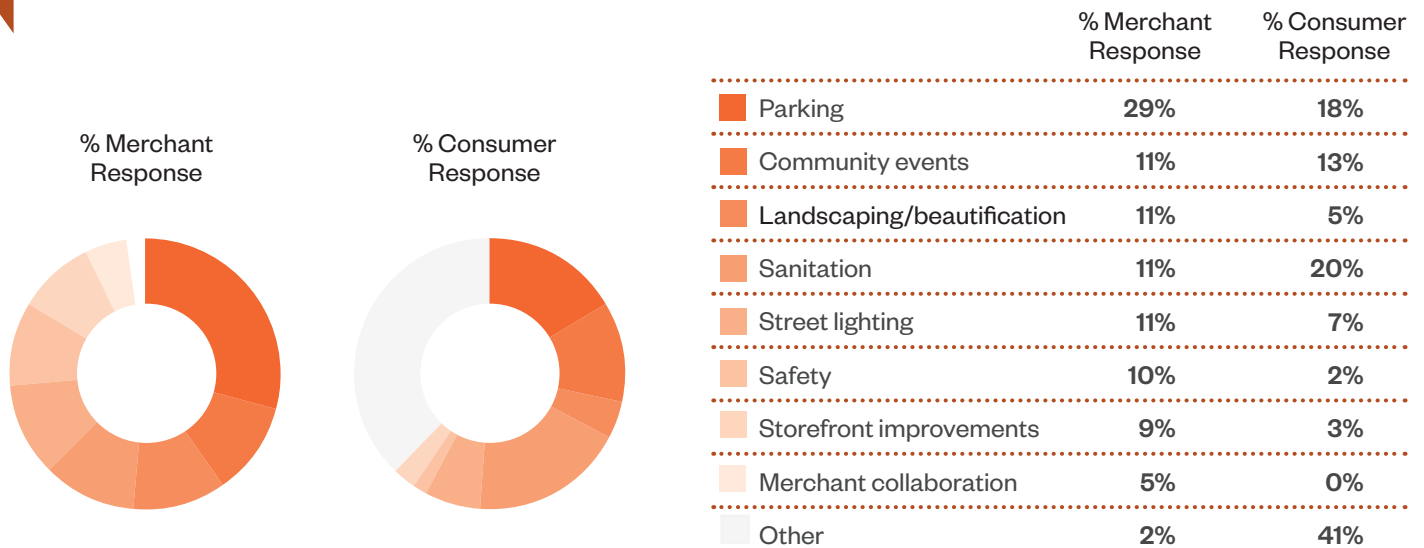 % Merchant
Response
% Consumer
Response
% Merchant
Response
% Consumer
Response
Parking 29% 18%
Community events 11% 13%
Landscaping/beautification 11% 5%
Sanitation 11% 20%
Street lighting 11% 7%
Safety 10% 2%
Storefront improvements 9% 3%
Merchant collaboration 5% 0%
Other 2% 41%